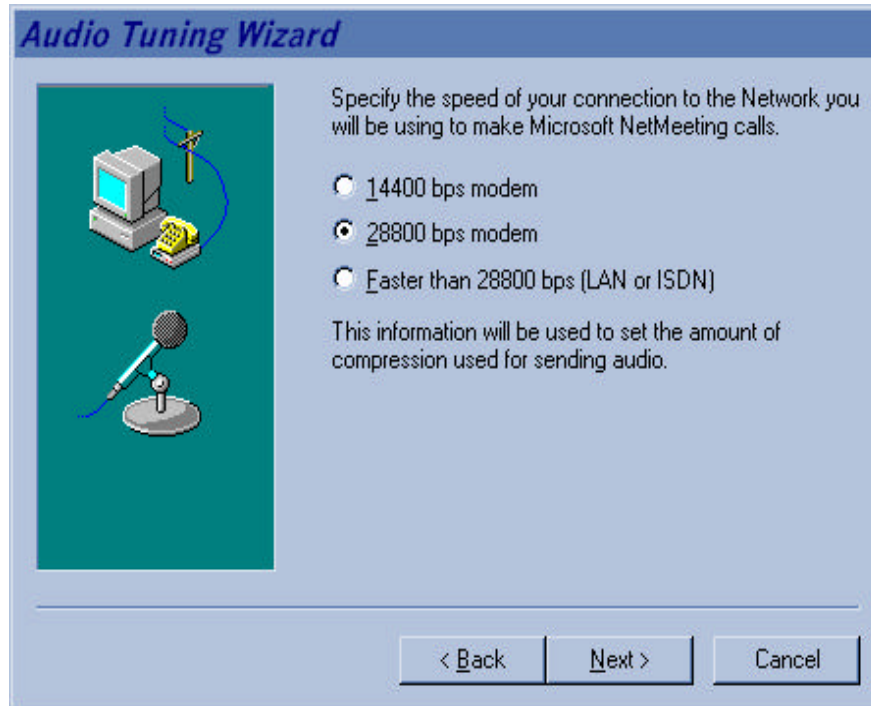 Audio Tuning Wizard
Specify the speed of your connection to the Network you
will be using to make Microsoft NetMeeting calls.
14400 bps modem
28800 bps modem
Faster than 28800 bps (LAN or ISDN)
This information will be used to set the amount of
compression used for sending audio.
< Back Next > Cancel